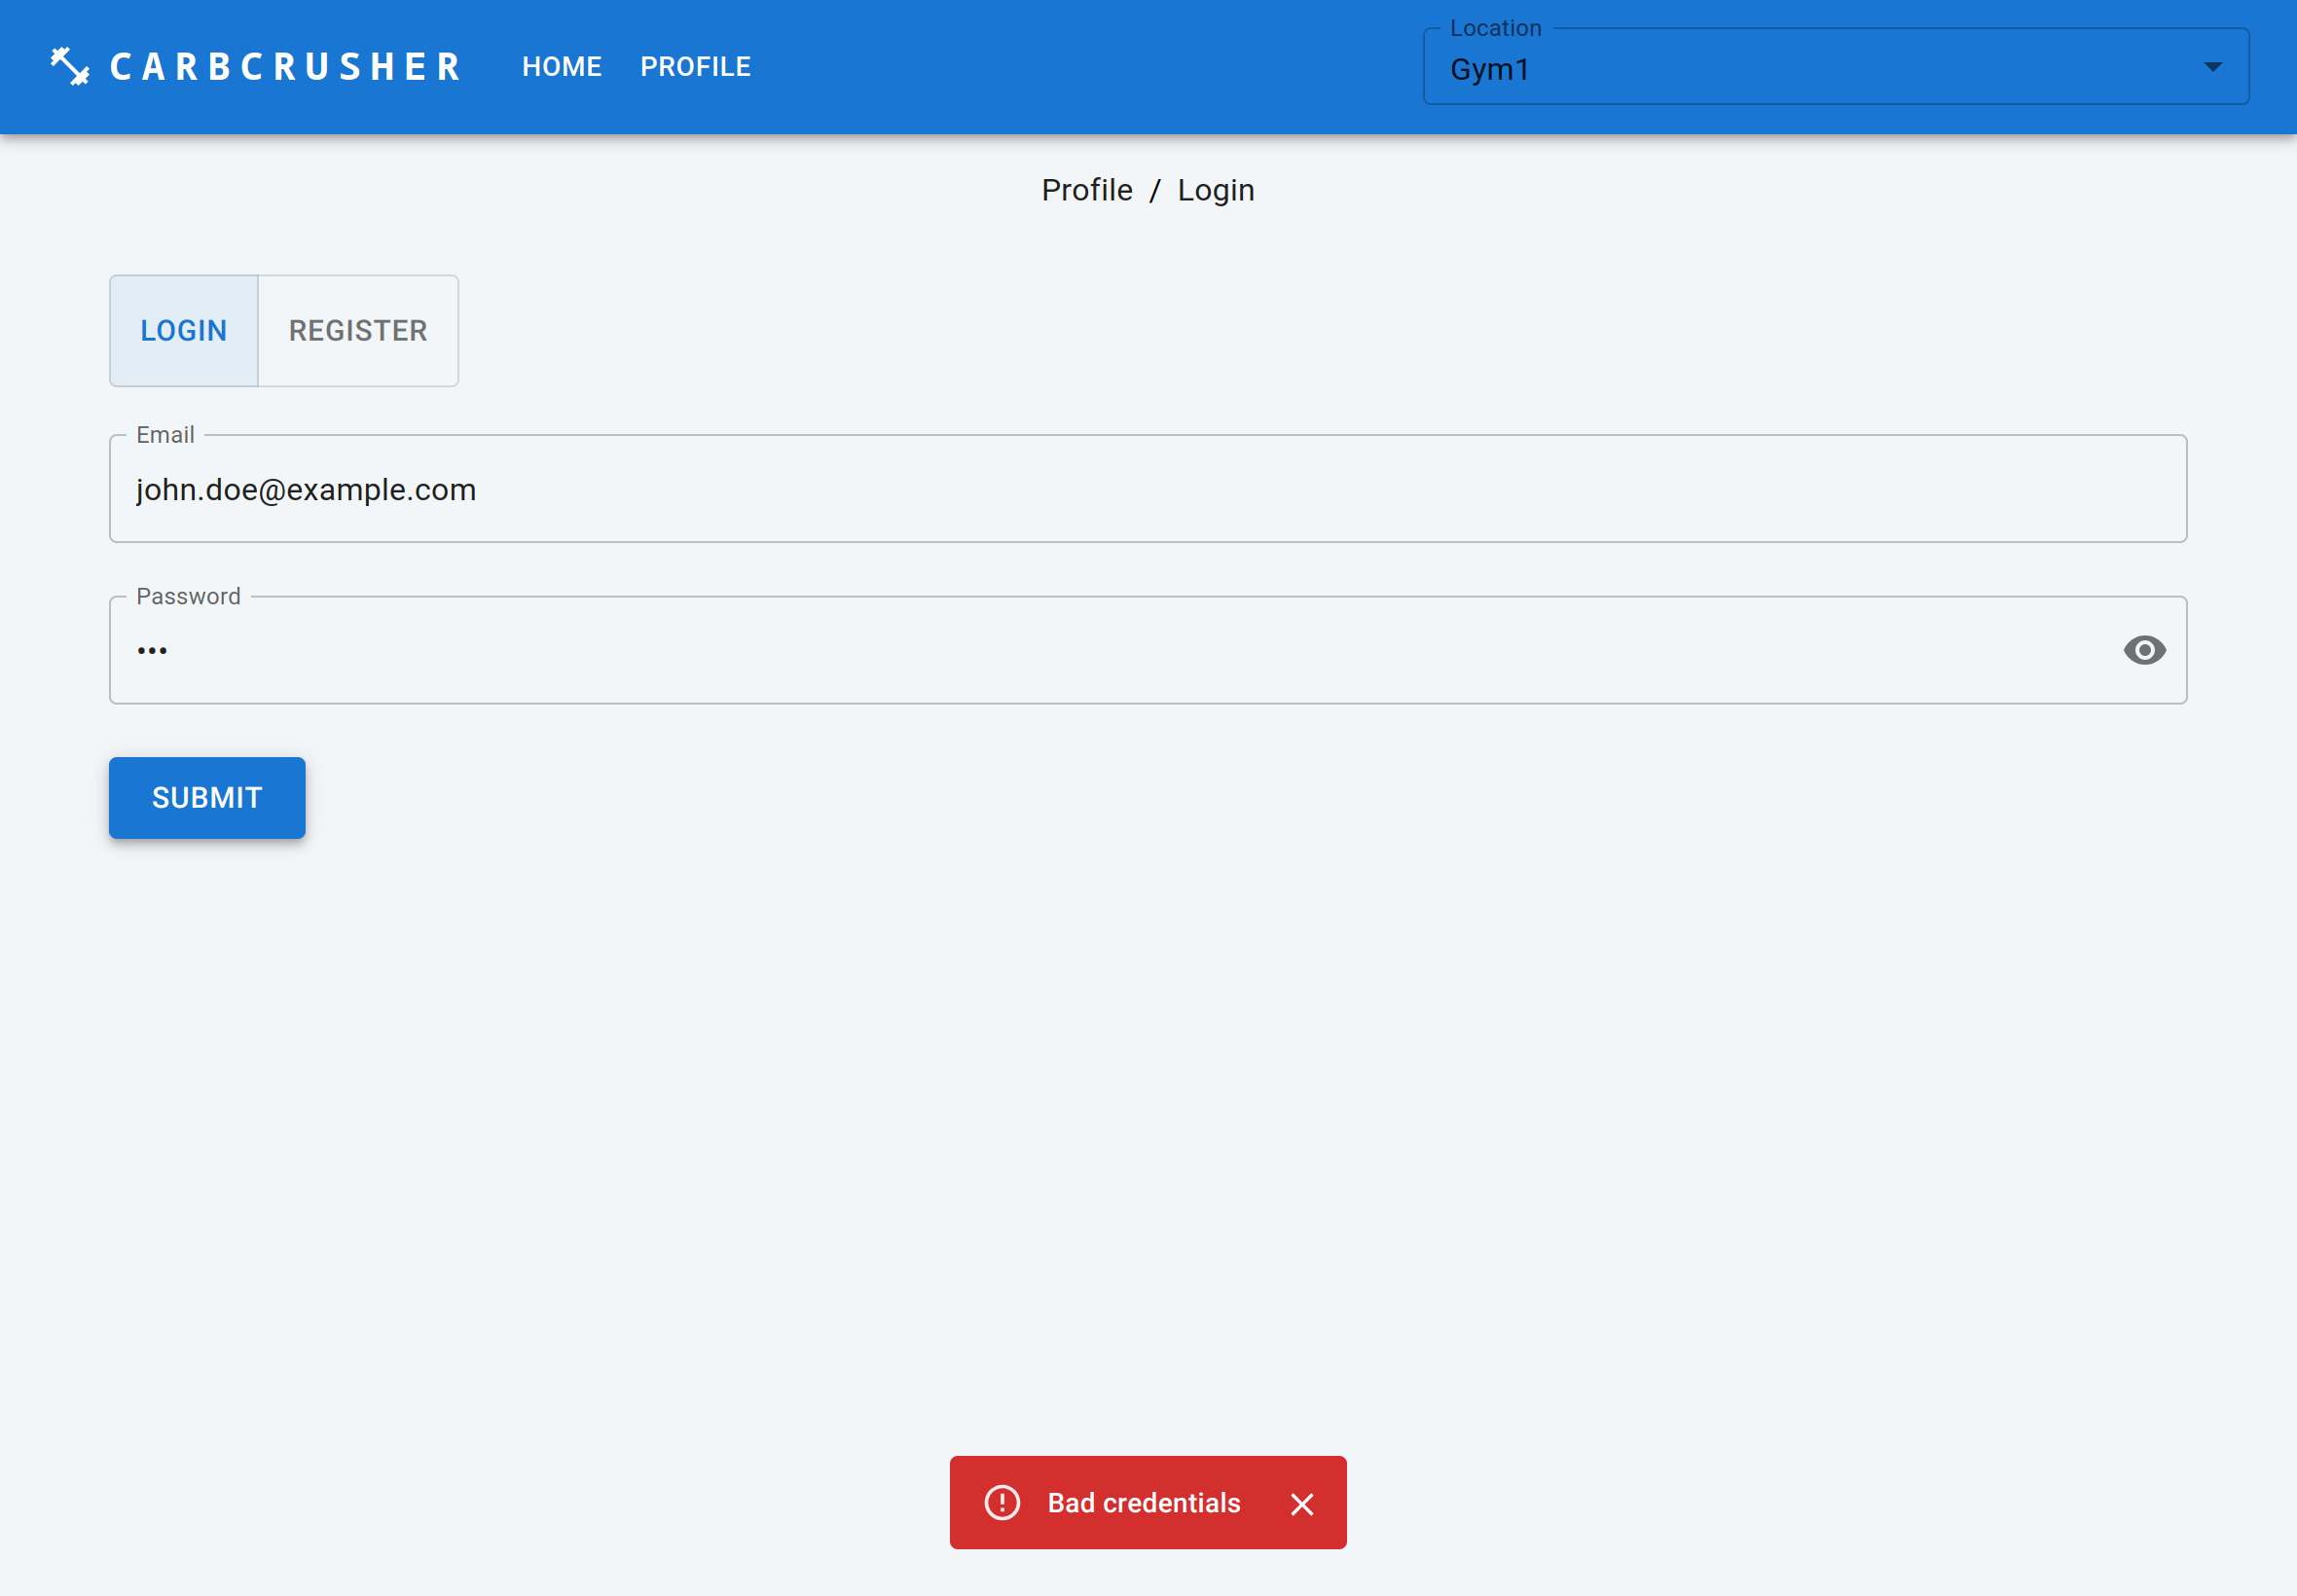 CARBCRUSHER HOME PROFILE
Location
Gym1
Profile / Login
LOGIN REGISTER
Email
john.doe@example.com
Password
•••
SUBMIT
Bad credentials